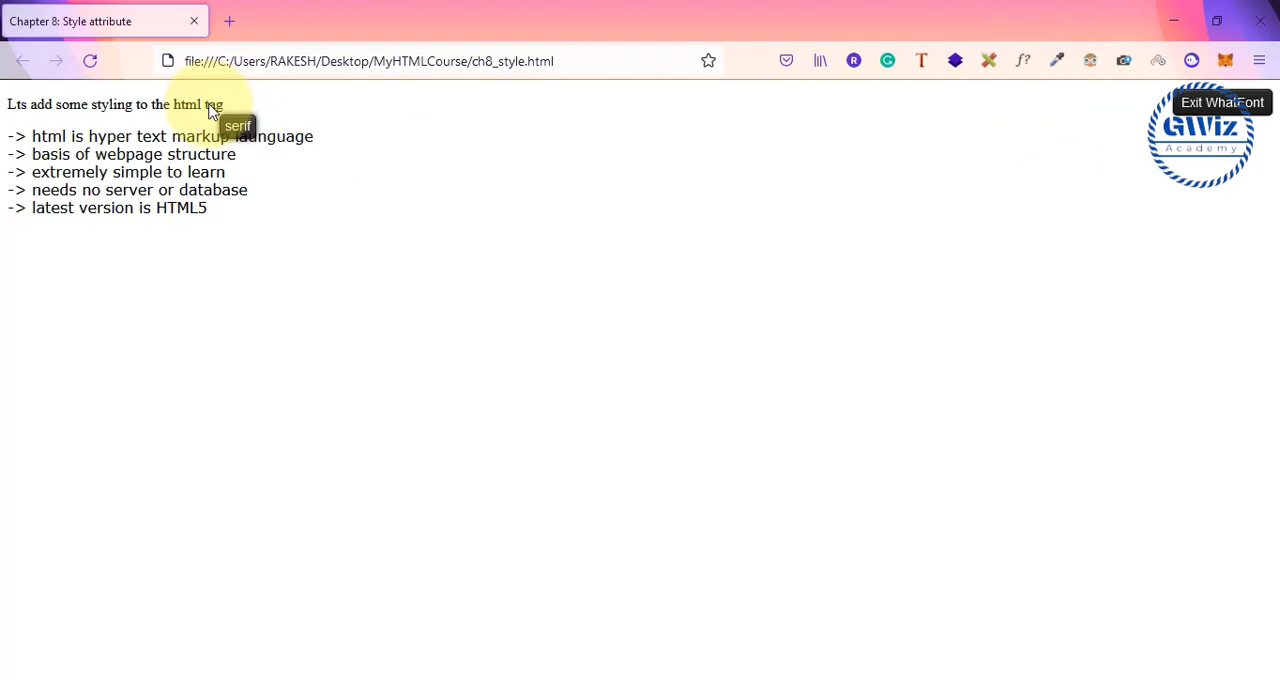 Chapter 8: Style attribute
file:///C:/Users/RAKESH/Desktop/MyHTMLCourse/ch8_style.html
Lts add some styling to the html tag
serif
Exit WhatFont
GWiz
Academy
-> html is hyper text markup launguage
-> basis of webpage structure
-> extremely simple to learn
-> needs no server or database
-> latest version is HTML5